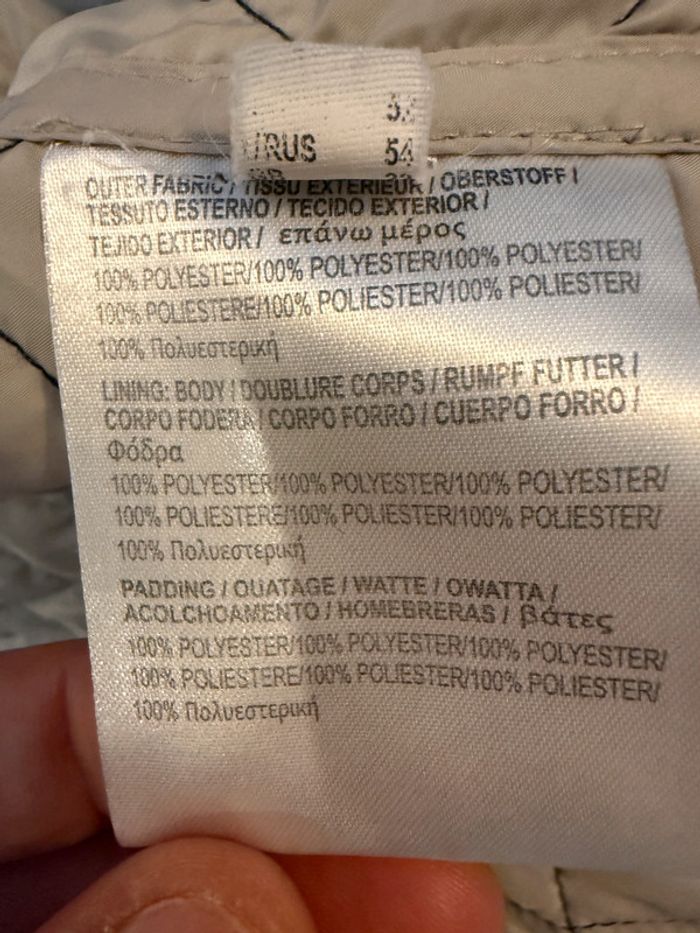 RUS 54
OUTER FABRIC / TISSU EXTERIEUR / OBERSTOFF /
TESSUTO ESTERNO / TECIDO EXTERIOR /
TEJIDO EXTERIOR / επάνω μέρος
100% POLYESTER/100% POLYESTER/100% POLYESTER/
100% POLIESTERE/100% POLIESTER/100% POLIESTER/
100% Πολυεστερική
LINING: BODY / DOUBLURE CORPS / RUMPF FUTTER /
CORPO FODERA / CORPO FORRO / CUERPO FORRO /
Φόδρα
100% POLYESTER/100% POLYESTER/100% POLYESTER/
100% POLIESTERE/100% POLIESTER/100% POLIESTER/
100% Πολυεστερική
PADDING / OUATAGE / WATTE / OWATTA /
ACOLCHOAMENTO / HOMEBRERAS / βάτες
100% POLYESTER/100% POLYESTER/100% POLYESTER/
100% POLIESTERE/100% POLIESTER/100% POLIESTER/
100% Πολυεστερική